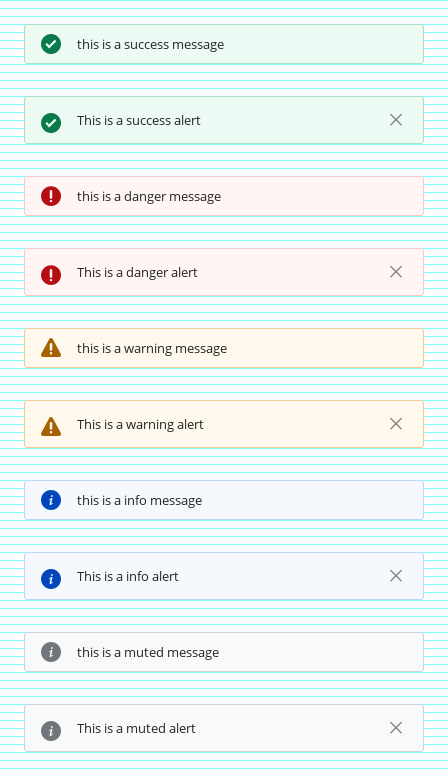 this is a success message
This is a success alert
this is a danger message
This is a danger alert
this is a warning message
This is a warning alert
this is a info message
This is a info alert
this is a muted message
This is a muted alert